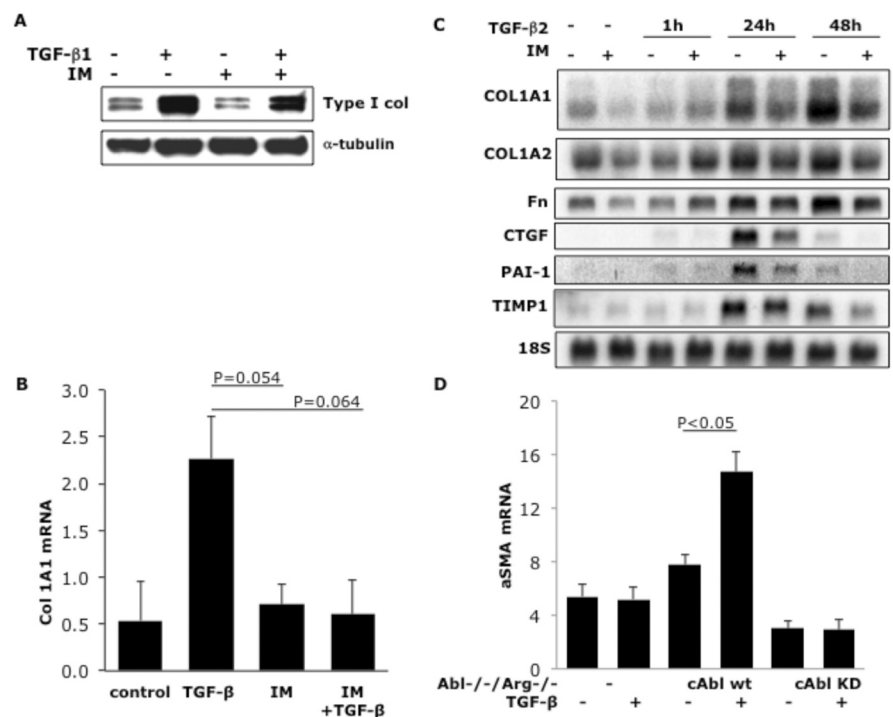 A
TGF-β1 - + - +
IM - - + +
Type I col
α-tubulin
B
P=0.054
P=0.064
3.0
2.5
2.0
1.5
1.0
0.5
0.0
Col 1A1 mRNA
control TGF-β IM IM
+TGF-β
C
TGF-β2 - - 1h 24h 48h
IM - + - + - + - +
COL1A1
COL1A2
Fn
CTGF
PAI-1
TIMP1
18S
D
P<0.05
20
16
12
8
4
0
aSMA mRNA
Abl-/-/Arg-/- - cAbl wt cAbl KD
TGF-β - + - + - +